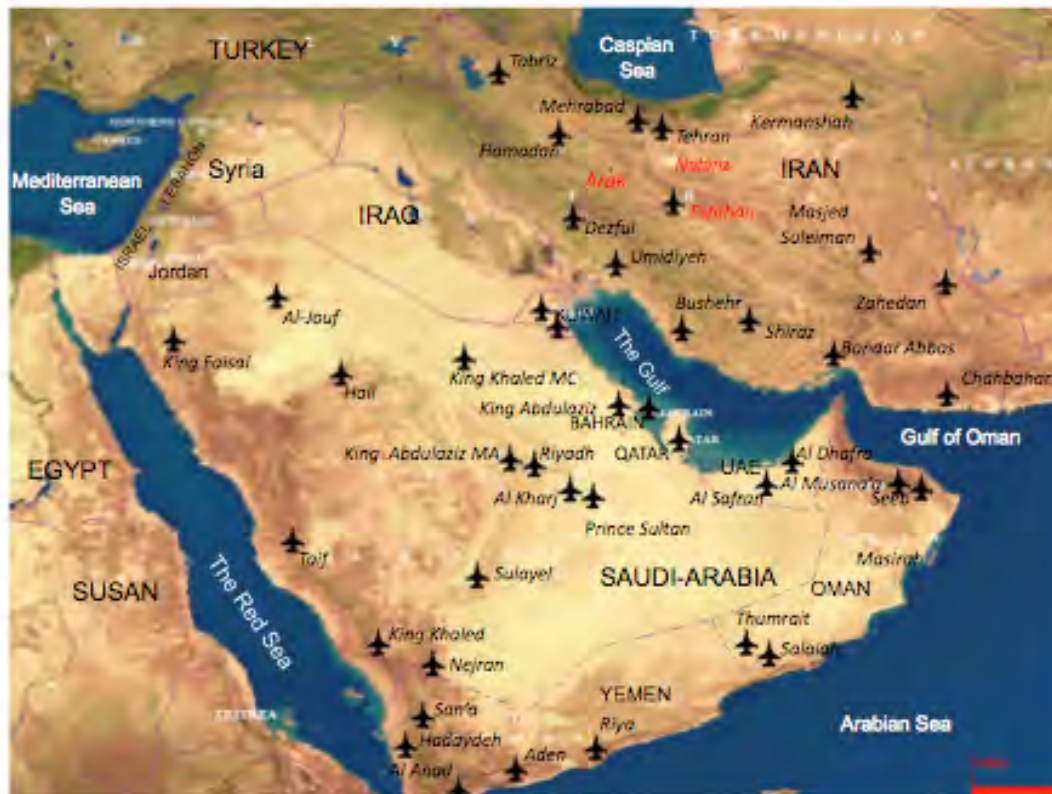 TURKEY
Caspian
Sea
Tabriz
Mehrabad
Tehran
Kermanshah
Hamadan
Natanz
IRAN
Arak
Esfahan
Syria
LEBANON
Mediterranean
Sea
IRAQ
Dezful
Masjed
Suleiman
ISRAEL
Jordan
Umidiyeh
Al-Jouf
KUWAIT
Bushehr
Shiraz
Zahedan
King Faisal
Hail
King Khaled MC
The Gulf
Bandar Abbas
Chahbahar
King Abdulaziz
BAHRAIN
Gulf of Oman
EGYPT
King Abdulaziz MA
Riyadh
QATAR
UAE
Al Dhafra
Al Kharj
Al Safran
Al Musana'a
Seeb
Prince Sultan
Taif
Masirah
SUSAN
The Red Sea
Sulayel
SAUDI-ARABIA
OMAN
Thumrait
King Khaled
Salalah
Nejran
YEMEN
San'a
Riya
Arabian Sea
ERITREA
Hadaydeh
Aden
Al Anad